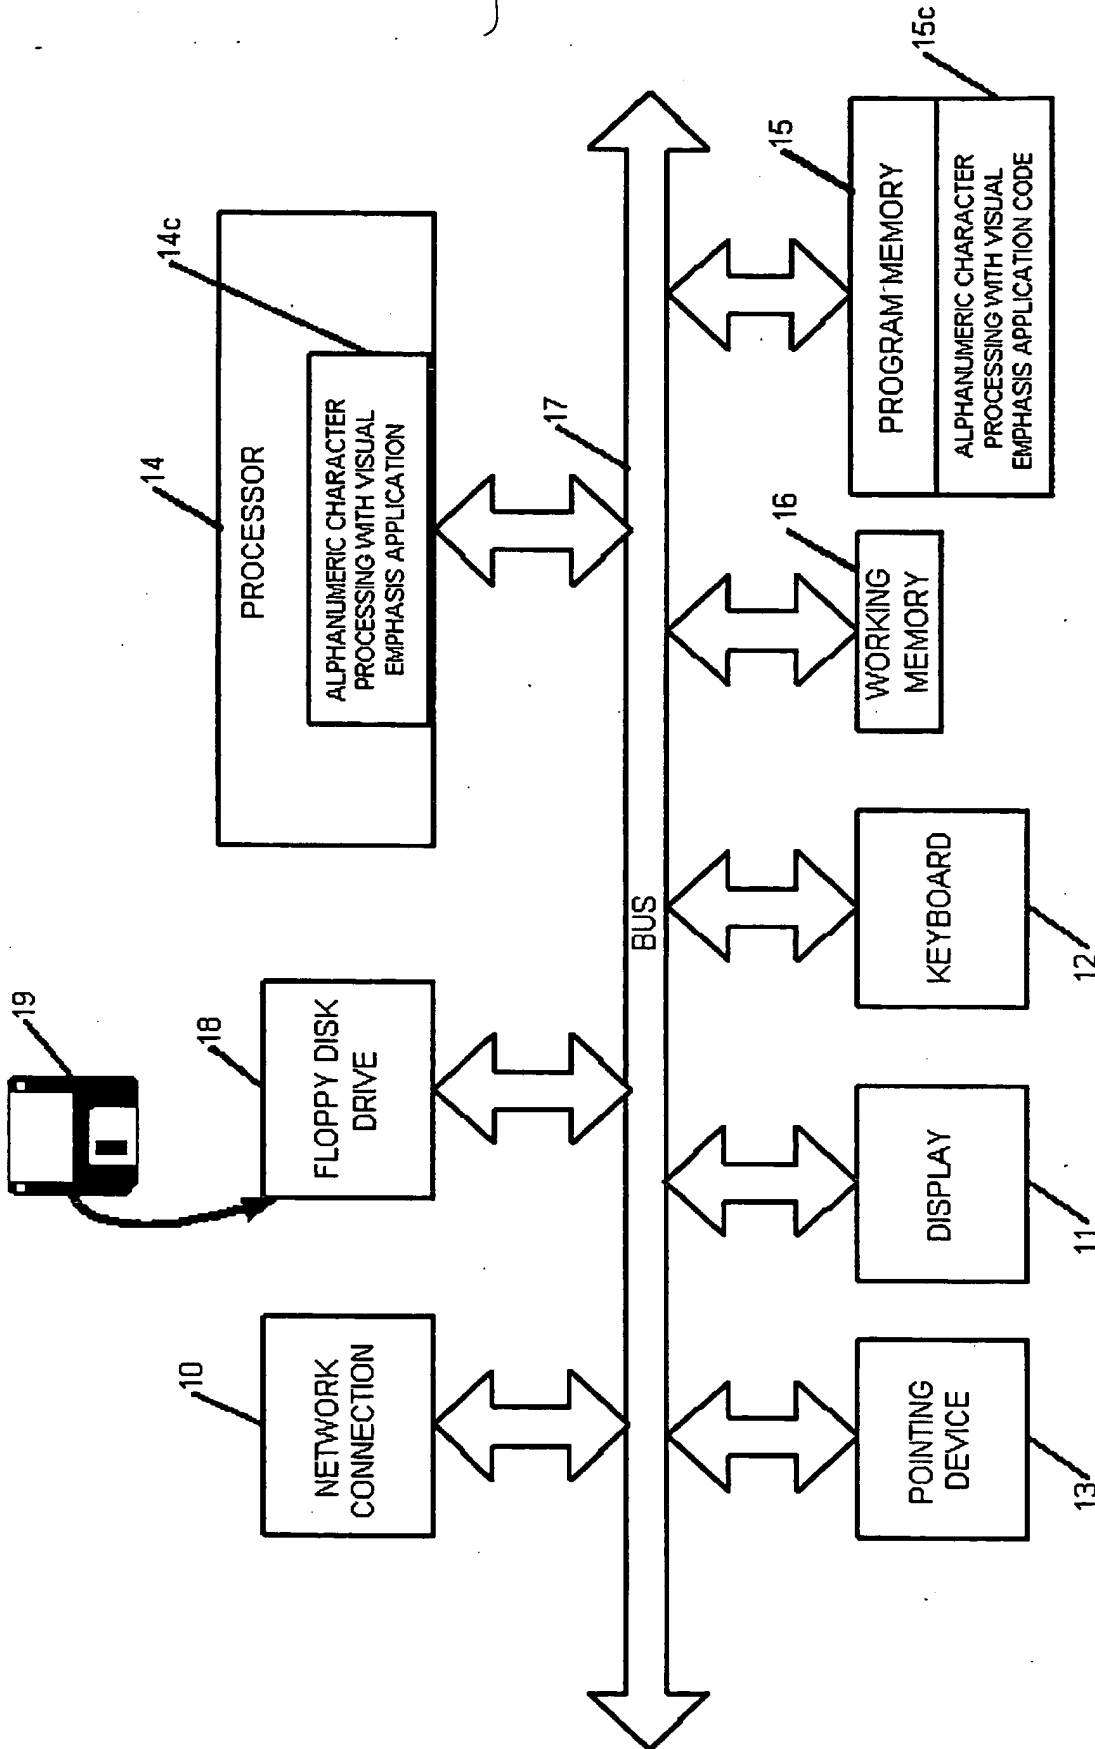 19
10
NETWORK
CONNECTION
18
FLOPPY DISK
DRIVE
14
PROCESSOR
14c
ALPHANUMERIC CHARACTER
PROCESSING WITH VISUAL
EMPHASIS APPLICATION
BUS
17
POINTING
DEVICE
13
DISPLAY
11
KEYBOARD
12
WORKING
MEMORY
16
15
PROGRAM MEMORY
ALPHANUMERIC CHARACTER
PROCESSING WITH VISUAL
EMPHASIS APPLICATION CODE
15c